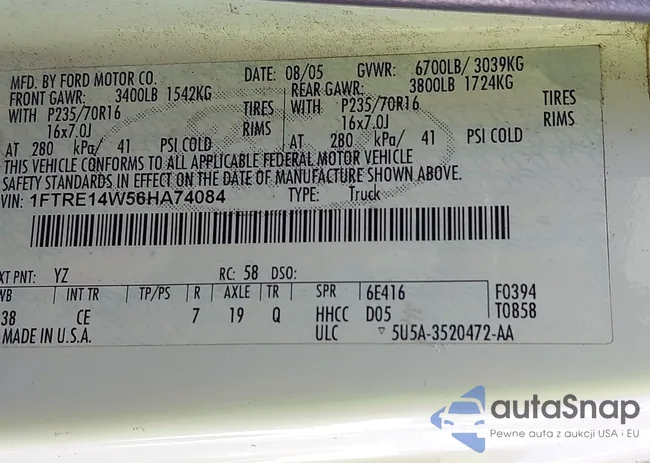 MFD. BY FORD MOTOR CO. DATE: 08/05 GVWR: 6700LB/ 3039KG
FRONT GAWR: 3400LB 1542KG REAR GAWR: 3800LB 1724KG
WITH P235/70R16 TIRES WITH P235/70R16 TIRES
16x7.0J RIMS 16x7.0J RIMS
AT 280 kPa/ 41 PSI COLD AT 280 kPa/ 41 PSI COLD
THIS VEHICLE CONFORMS TO ALL APPLICABLE FEDERAL MOTOR VEHICLE
SAFETY STANDARDS IN EFFECT ON THE DATE OF MANUFACTURE SHOWN ABOVE.
VIN: 1FTRE14W56HA74084 TYPE: Truck
XT PNT: YZ RC: 58 DSO:
WB INT TR TP/PS R AXLE TR SPR 6E416 F0394
38 CE 7 19 Q HHCC D05 T0858
MADE IN U.S.A. ULC 5U5A-3520472-AA
autaSnap
Pewne auta z aukcji USA i EU